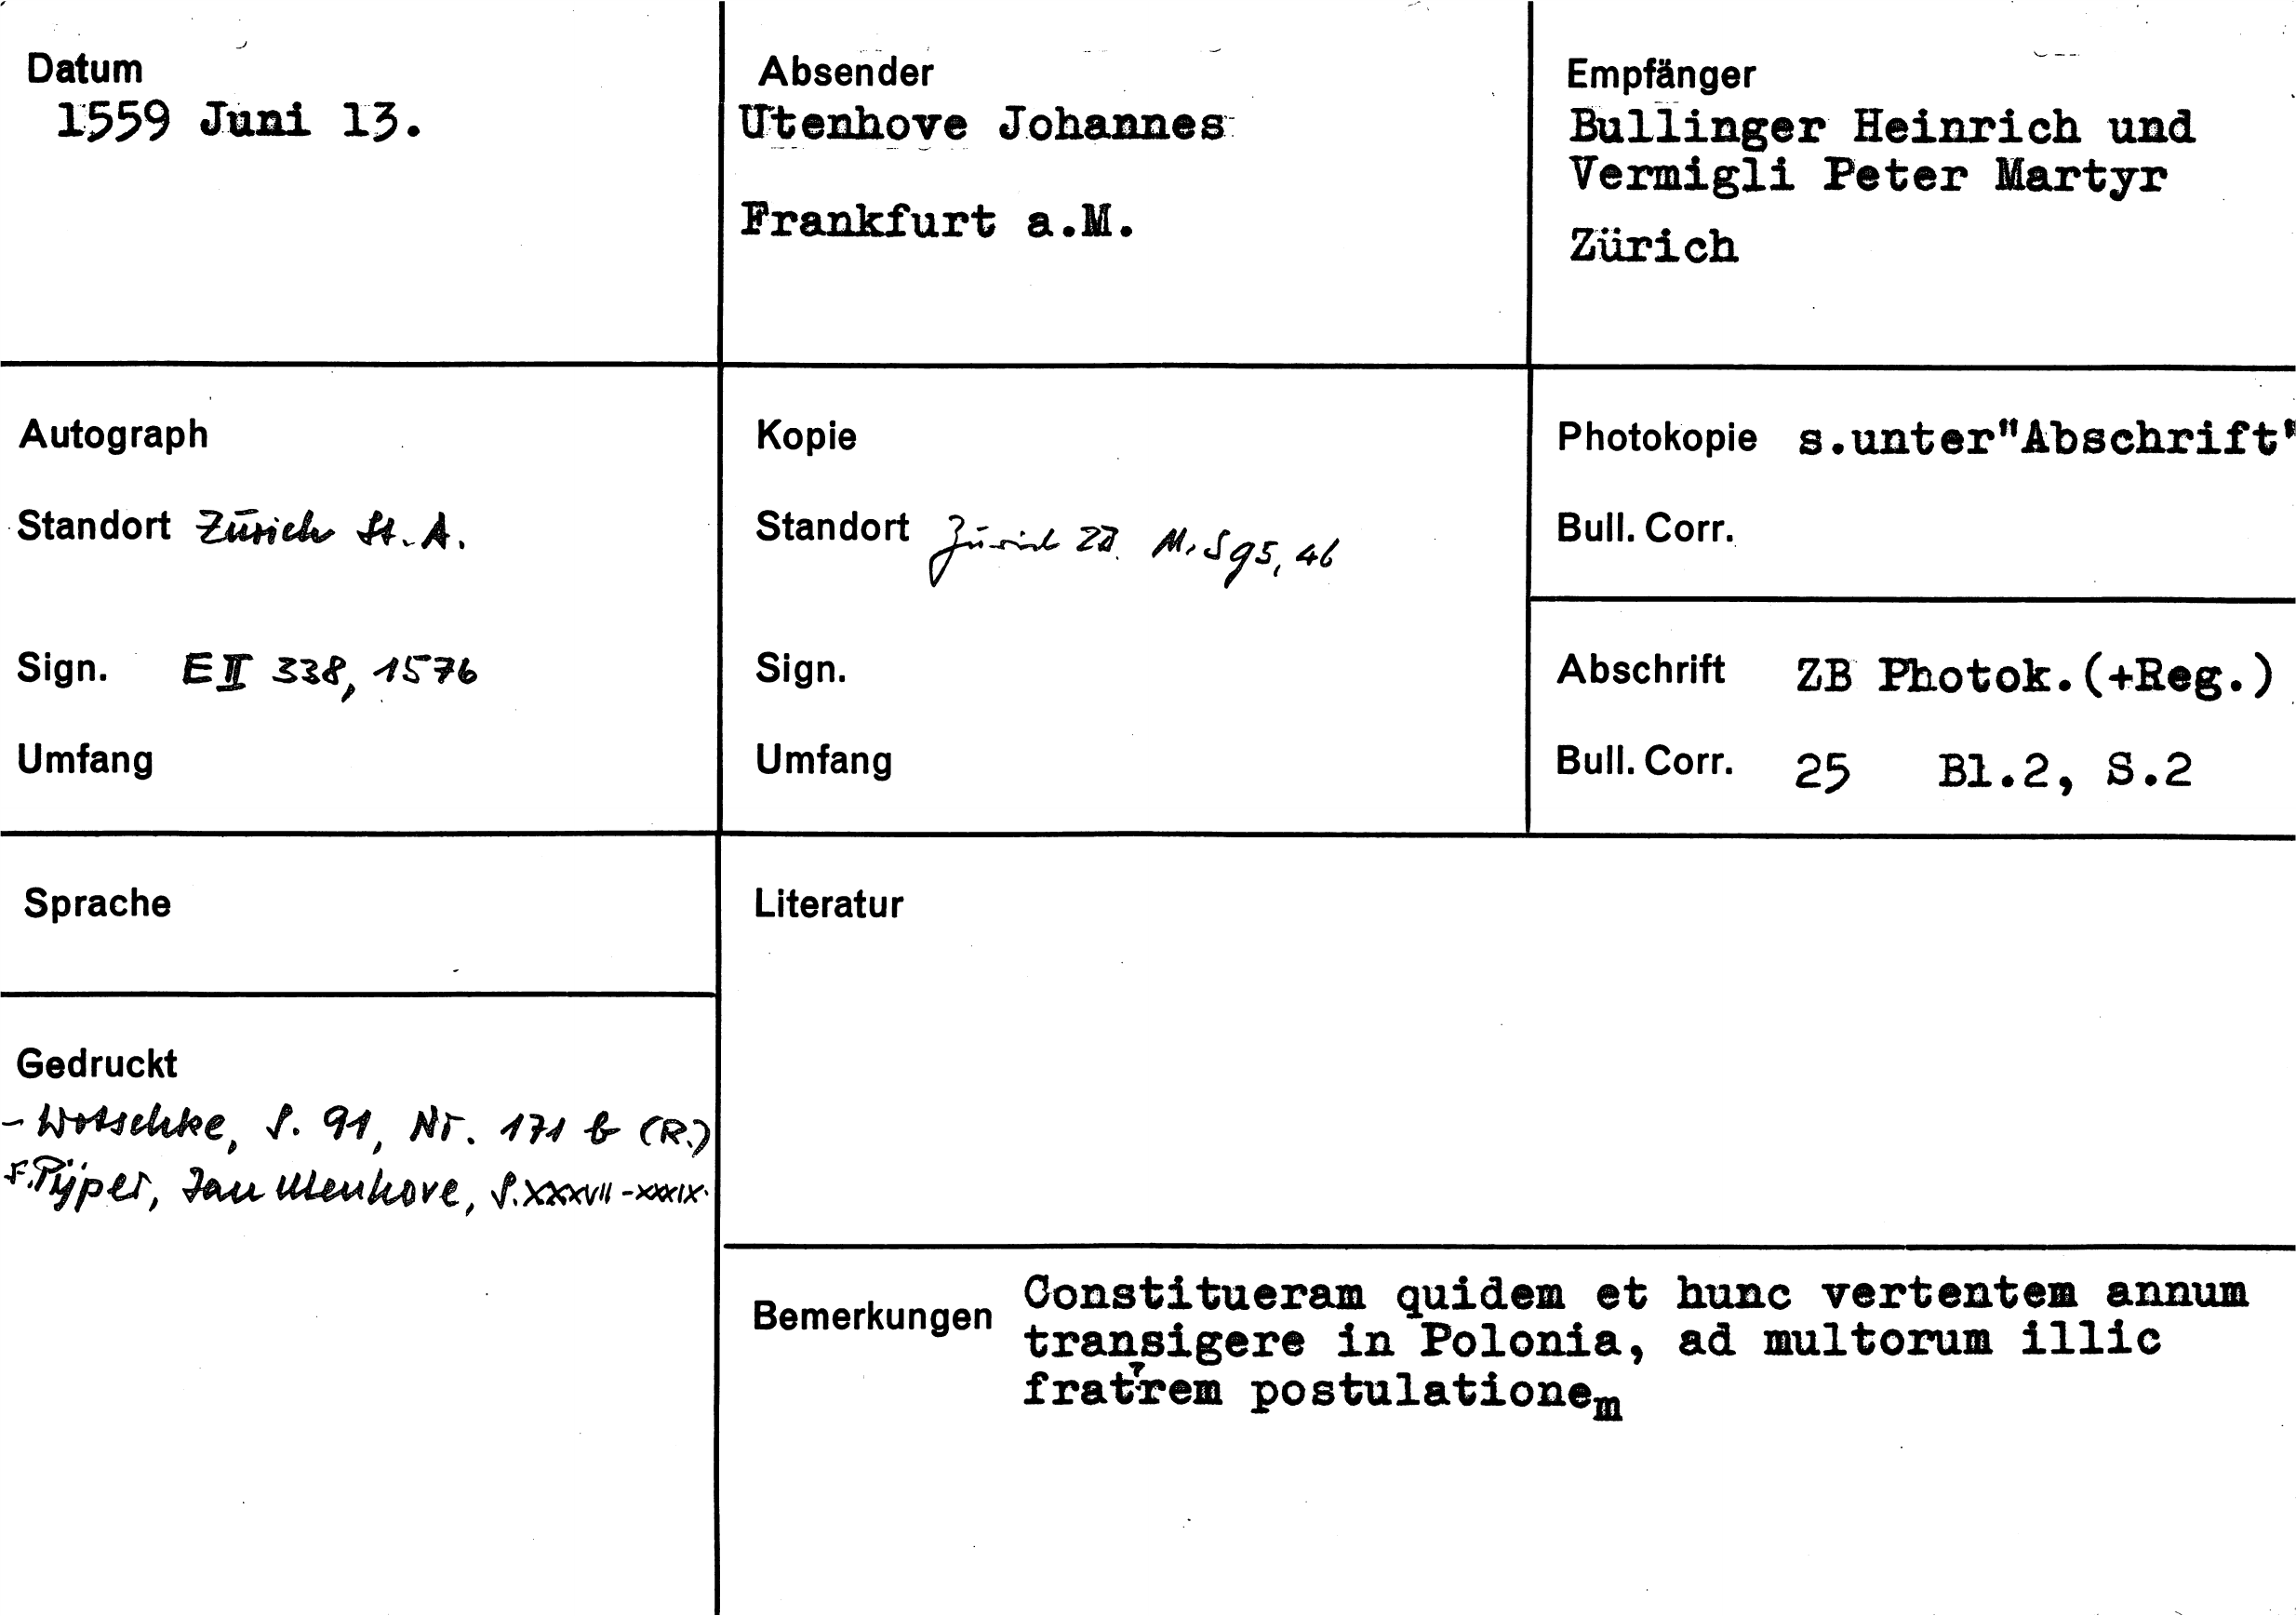 Datum
1559 Juni 13.
Absender
Utenhove Johannes
Frankfurt a.M.
Empfänger
Bullinger Heinrich und
Vermigli Peter Martyr
Zürich
Autograph
Standort Zürich St. A.
Sign. E II 338, 1576
Umfang
Kopie
Standort Zürich ZB. Ms S 95, 46
Sign.
Umfang
Photokopie s.unter"Abschrift"
Bull. Corr.
Abschrift ZB Photok.(+Reg.)
Bull. Corr. 25 Bl.2, S.2
Sprache
Literatur
Gedruckt
- Wotschke, S. 91, Nr. 171 b (R.)
F. Pijper, Jan Utenhove, S. XXXVII - XXXIX.
Bemerkungen Constitueram quidem et hunc vertentem annum
transigere in Polonia, ad multorum illic
fratrem postulationem